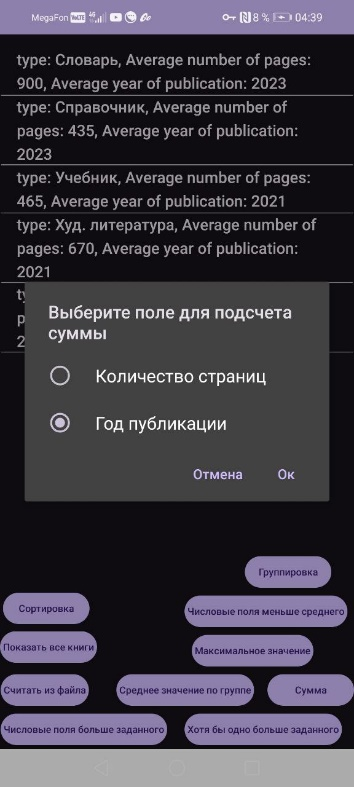 MegaFon VoLTE 4G 8 % 04:39
type: Словарь, Average number of pages:
900, Average year of publication: 2023
type: Справочник, Average number of
pages: 435, Average year of publication:
2023
type: Учебник, Average number of pages:
465, Average year of publication: 2021
type: Худ. литература, Average number of
pages: 670, Average year of publication:
2021
ty
p
2
Выберите поле для подсчета
суммы
Количество страниц
Год публикации
Отмена Ок
Группировка
Сортировка Числовые поля меньше среднего
Показать все книги Максимальное значение
Считать из файла Среднее значение по группе Сумма
Числовые поля больше заданного Хотя бы одно больше заданного